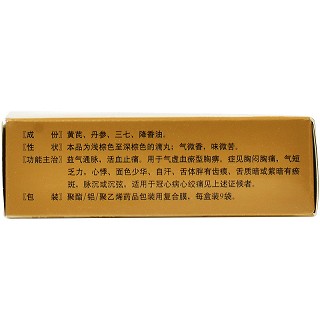 〖成 份〗黄芪、丹参、三七、降香油。
〖性 状〗本品为浅棕色至深棕色的滴丸；气微香，味微苦。
〖功能主治〗益气通脉，活血止痛。用于气虚血瘀型胸痹，症见胸闷胸痛，气短
乏力、心悸、面色少华、自汗、舌体胖有齿痕、舌质暗或紫暗有瘀
斑、脉沉或沉弦，适用于冠心病心绞痛见上述证候者。
〖包 装〗聚酯/铝/聚乙烯药品包装用复合膜，每盒装9袋。